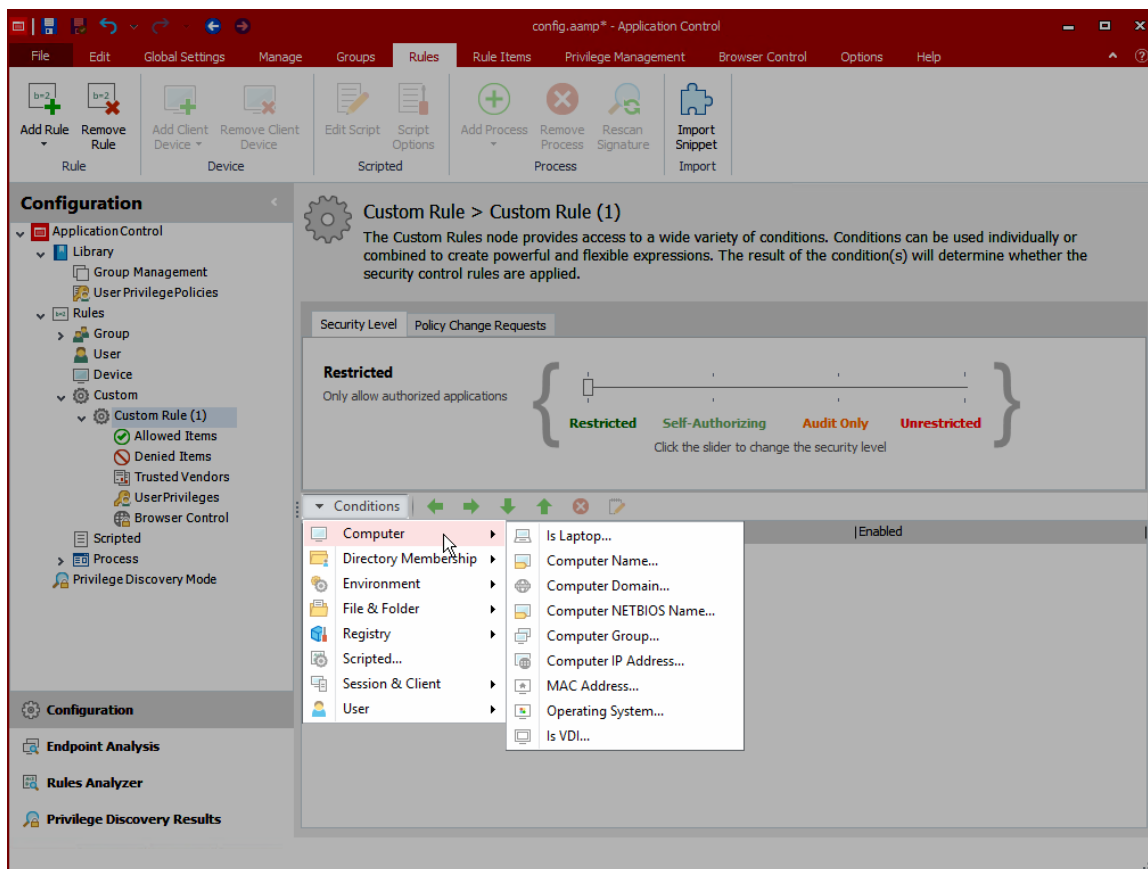 config.aamp* - Application Control
File Edit Global Settings Manage Groups Rules Rule Items Privilege Management Browser Control Options Help
b=2 b=2
Add Rule Remove Rule Add Client Device Remove Client Device Edit Script Script Options Add Process Remove Process Rescan Signature Import Snippet
Rule Device Scripted Process Import
Configuration
Application Control
Library
Group Management
User Privilege Policies
Rules
Group
User
Device
Custom
Custom Rule (1)
Allowed Items
Denied Items
Trusted Vendors
User Privileges
Browser Control
Scripted
Process
Privilege Discovery Mode
Configuration
Endpoint Analysis
Rules Analyzer
Privilege Discovery Results
Custom Rule > Custom Rule (1)
The Custom Rules node provides access to a wide variety of conditions. Conditions can be used individually or
combined to create powerful and flexible expressions. The result of the condition(s) will determine whether the
security control rules are applied.
Security Level Policy Change Requests
Restricted
Only allow authorized applications
Restricted Self-Authorizing Audit Only Unrestricted
Click the slider to change the security level
Conditions
Enabled
Computer
Directory Membership
Environment
File & Folder
Registry
Scripted...
Session & Client
User
Is Laptop...
Computer Name...
Computer Domain...
Computer NETBIOS Name...
Computer Group...
Computer IP Address...
MAC Address...
Operating System...
Is VDI...